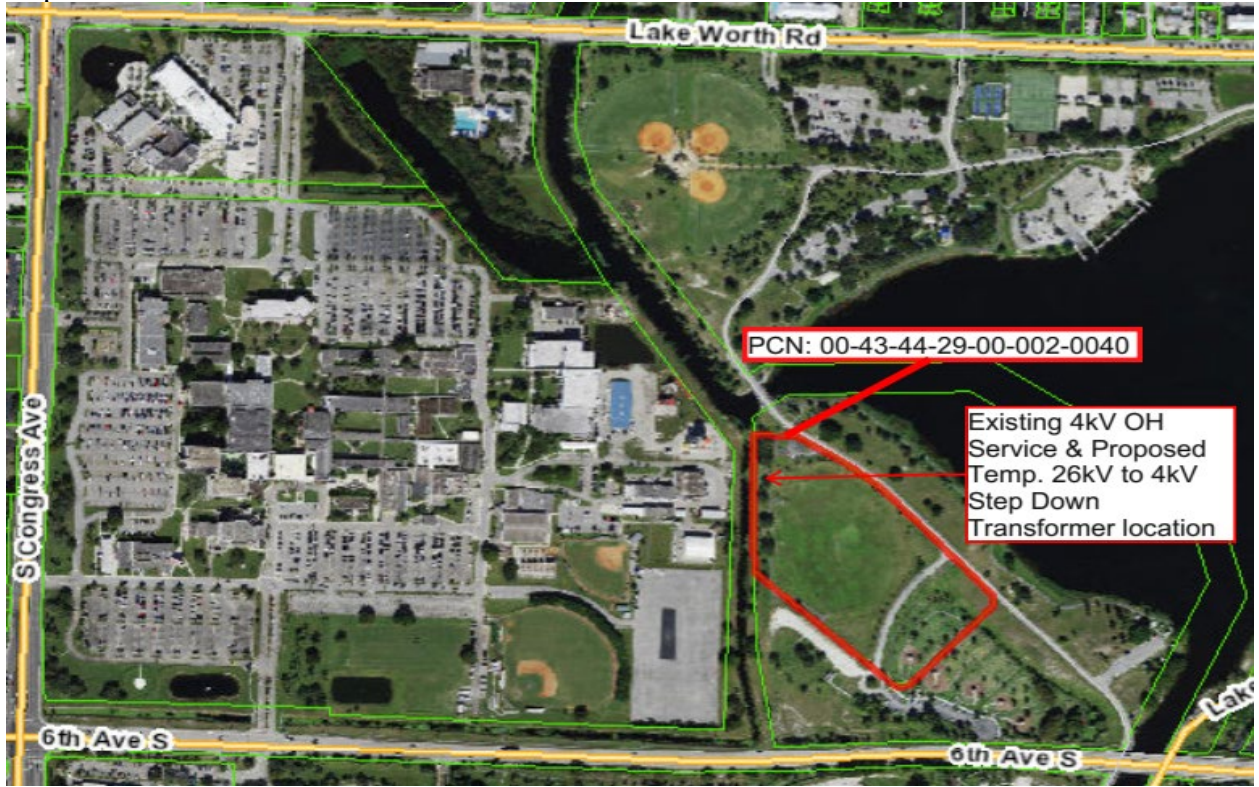 Lake Worth Rd
PCN: 00-43-44-29-00-002-0040
Existing 4kV OH
Service & Proposed
Temp. 26kV to 4kV
Step Down
Transformer location
S Congress Ave
Lake
6th Ave S
6th Ave S